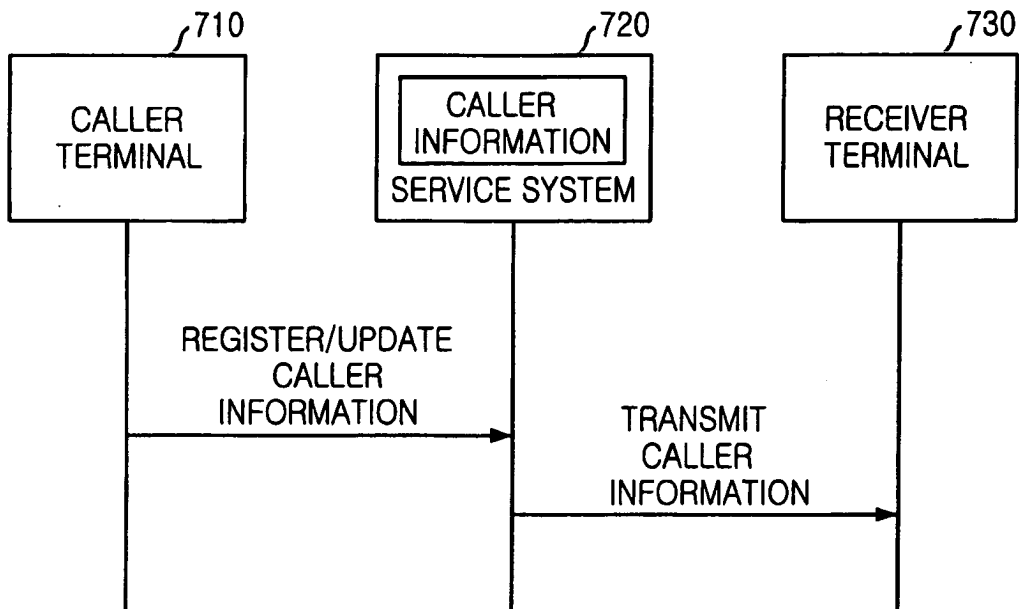 710
720
730
CALLER
TERMINAL
CALLER
INFORMATION
SERVICE SYSTEM
RECEIVER
TERMINAL
REGISTER/UPDATE
CALLER
INFORMATION
TRANSMIT
CALLER
INFORMATION